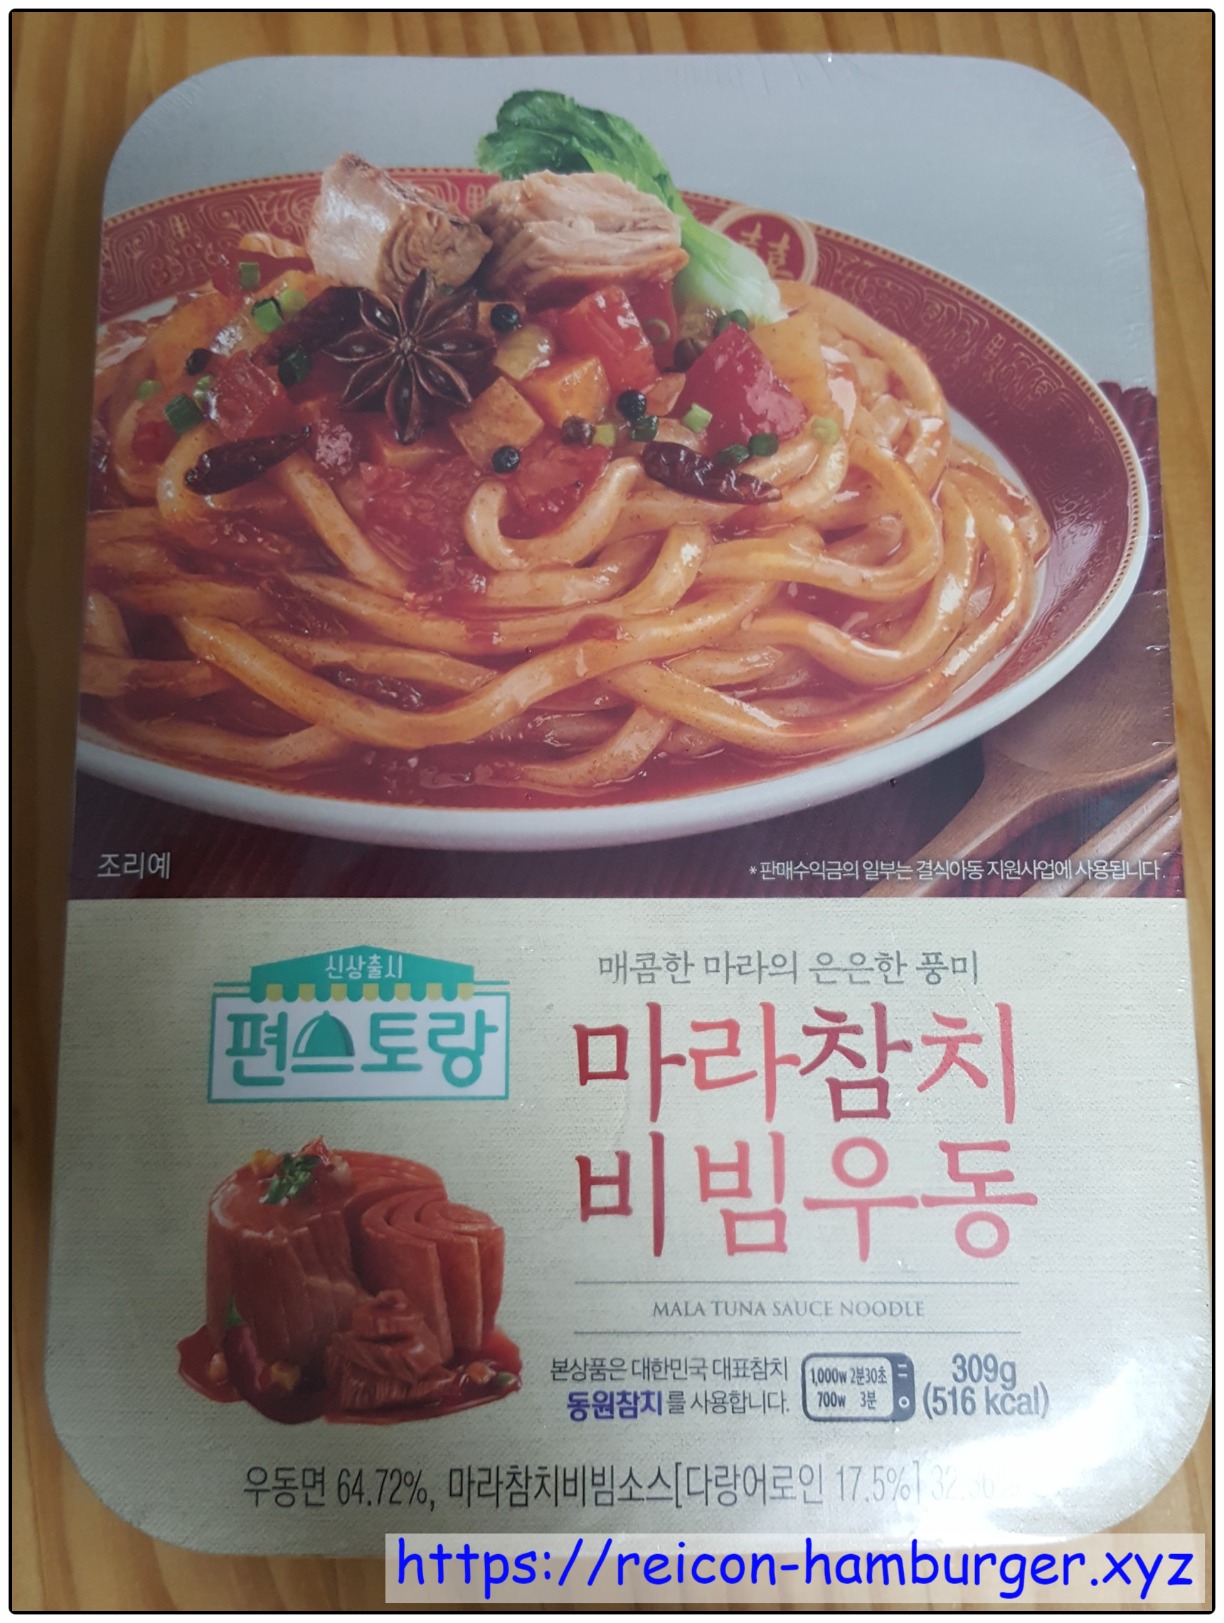 囍
조리예
*판매수익금의 일부는 결식아동 지원사업에 사용됩니다.
신상출시
편스토랑
매콤한 마라의 은은한 풍미
마라참치
비빔우동
MALA TUNA SAUCE NOODLE
본상품은 대한민국 대표참치
동원참치를 사용합니다.
1,000w 2분30초
700w 3분
309g
(516 kcal)
우동면 64.72%, 마라참치비빔소스[다랑어로인 17.5%]
https://reicon-hamburger.xyz